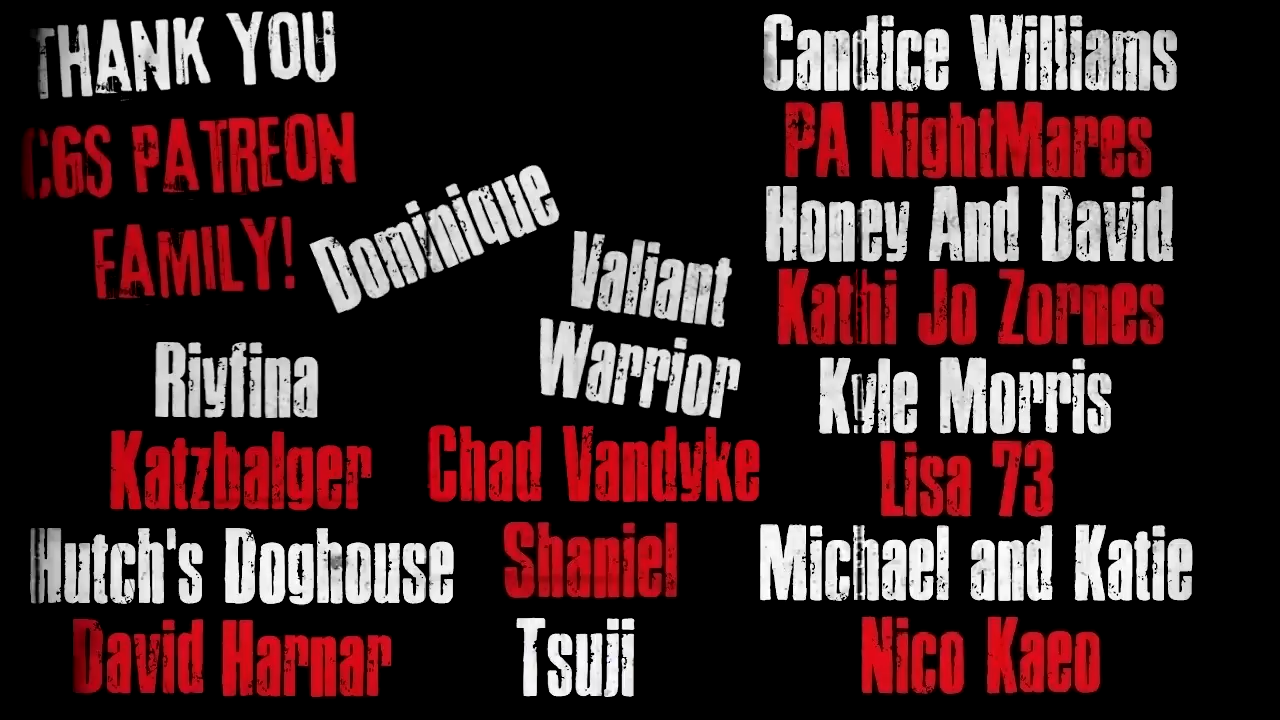 THANK YOU
CGS PATREON
FAMILY!
Dominique
Valiant
Warrior
Riyfina
Katzbalger
Hutch's Doghouse
David Harnar
Chad Vandyke
Shaniel
Tsuji
Candice Williams
PA NightMares
Honey And David
Kathi Jo Zornes
Kyle Morris
Lisa 73
Michael and Katie
Nico Kaeo